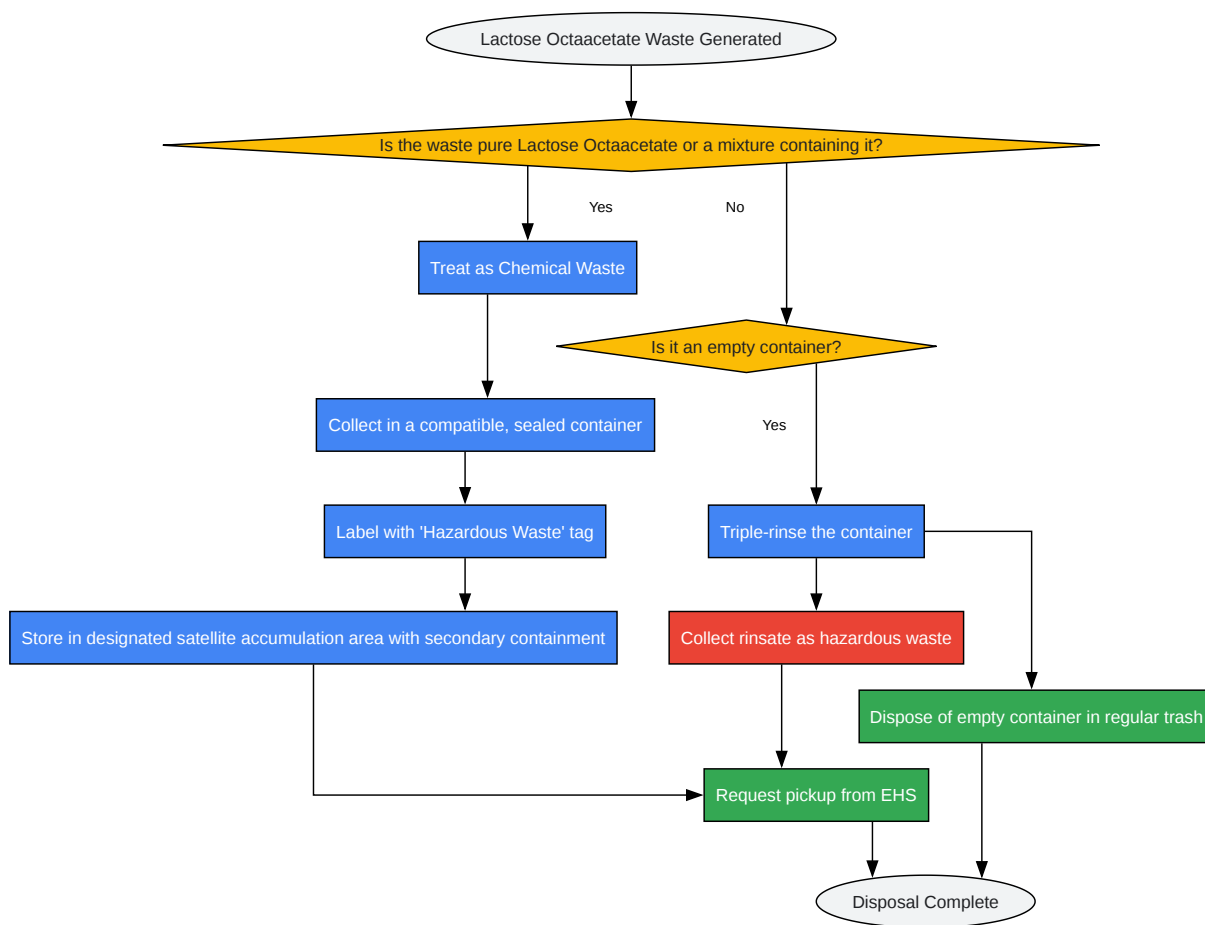 Lactose Octaacetate Waste Generated
Is the waste pure Lactose Octaacetate or a mixture containing it?
Yes
No
Treat as Chemical Waste
Is it an empty container?
Collect in a compatible, sealed container
Yes
Label with 'Hazardous Waste' tag
Triple-rinse the container
Store in designated satellite accumulation area with secondary containment
Collect rinsate as hazardous waste
Dispose of empty container in regular trash
Request pickup from EHS
Disposal Complete